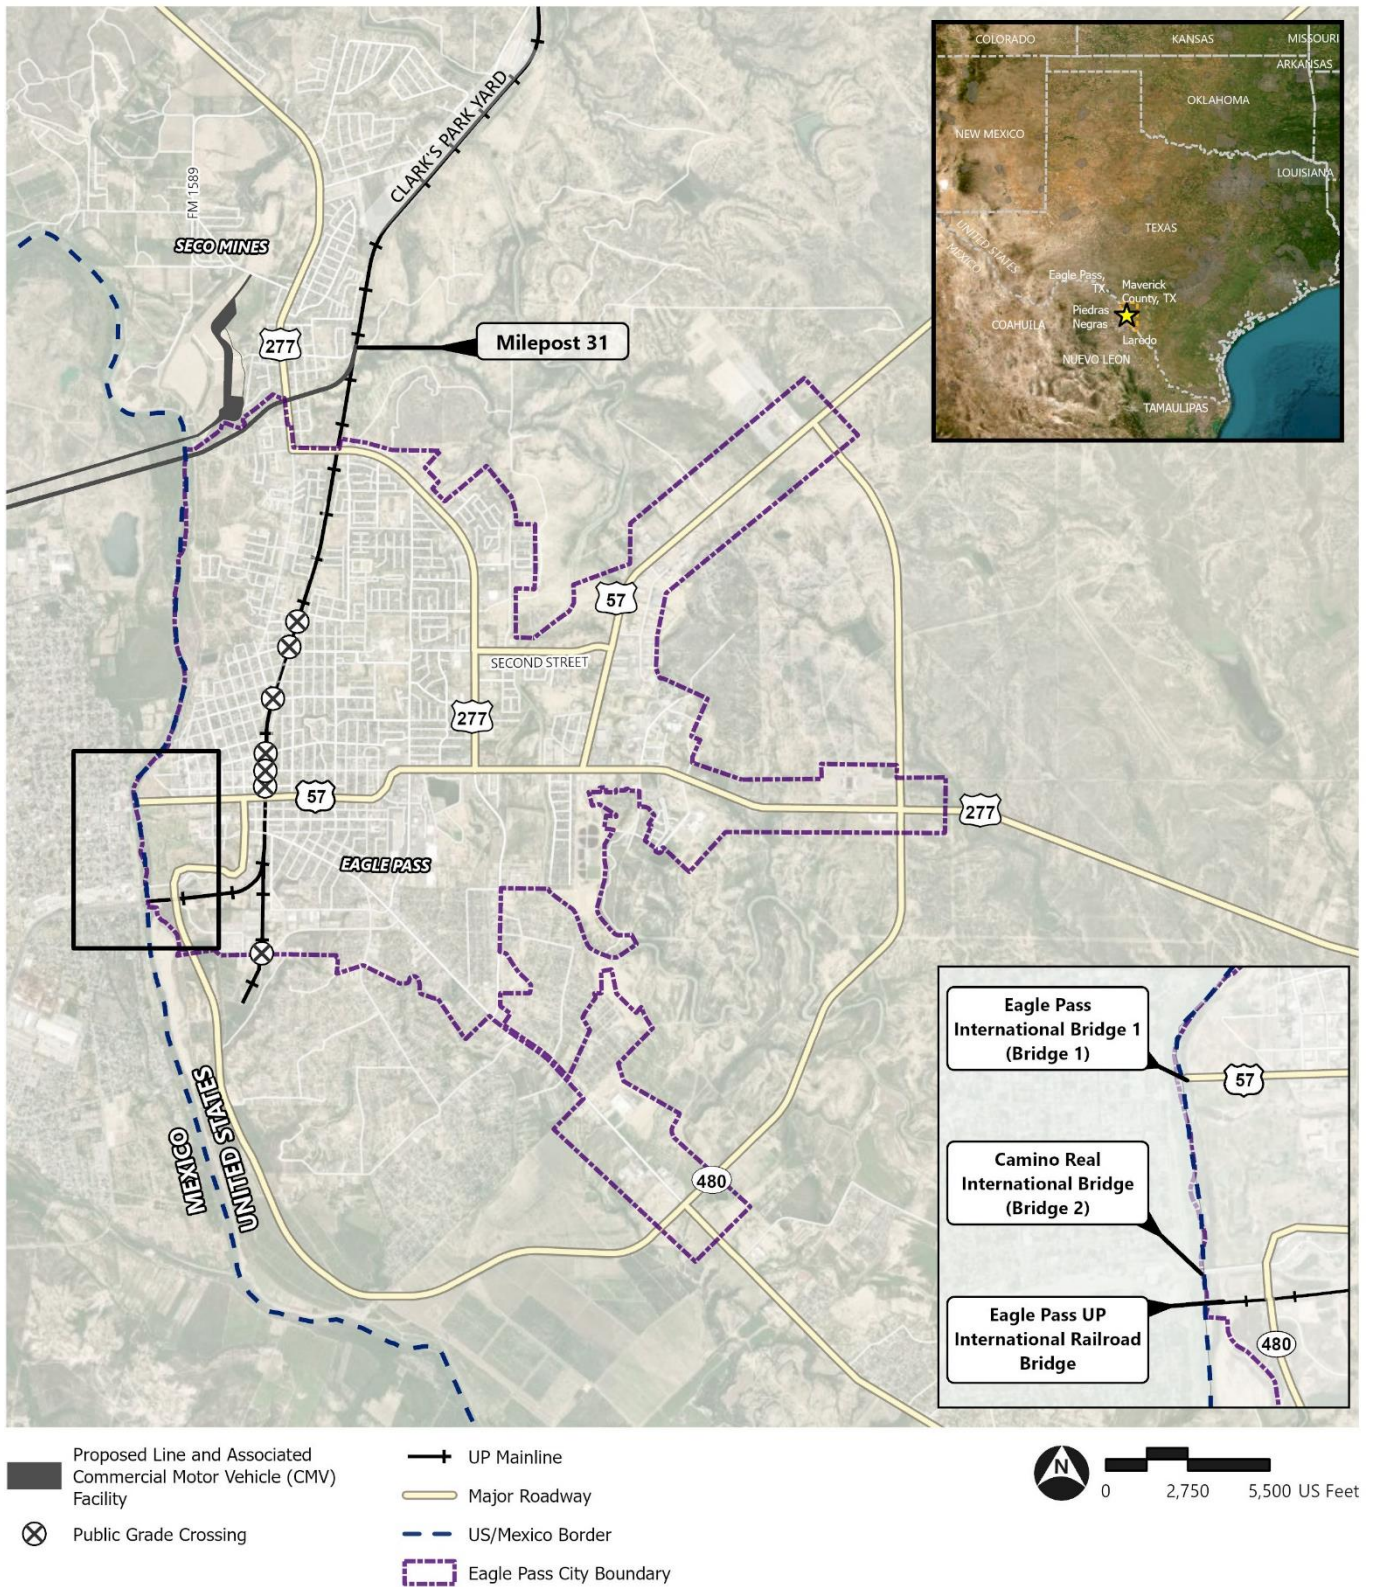 CLARK'S PARK YARD
FM 1589
SECO MINES
277
Milepost 31
57
SECOND STREET
277
57
277
EAGLE PASS
480
UNITED STATES
MEXICO
COLORADO
KANSAS
MISSOURI
ARKANSAS
OKLAHOMA
NEW MEXICO
LOUISIANA
TEXAS
UNITED STATES
MEXICO
Eagle Pass,
TX
Maverick
County, TX
Piedras
Negras
COAHUILA
Laredo
NUEVO LEON
TAMAULIPAS
Eagle Pass
International Bridge 1
(Bridge 1)
57
Camino Real
International Bridge
(Bridge 2)
Eagle Pass UP
International Railroad
Bridge
480
Proposed Line and Associated
Commercial Motor Vehicle (CMV)
Facility
Public Grade Crossing
UP Mainline
Major Roadway
US/Mexico Border
Eagle Pass City Boundary
N
0 2,750 5,500 US Feet